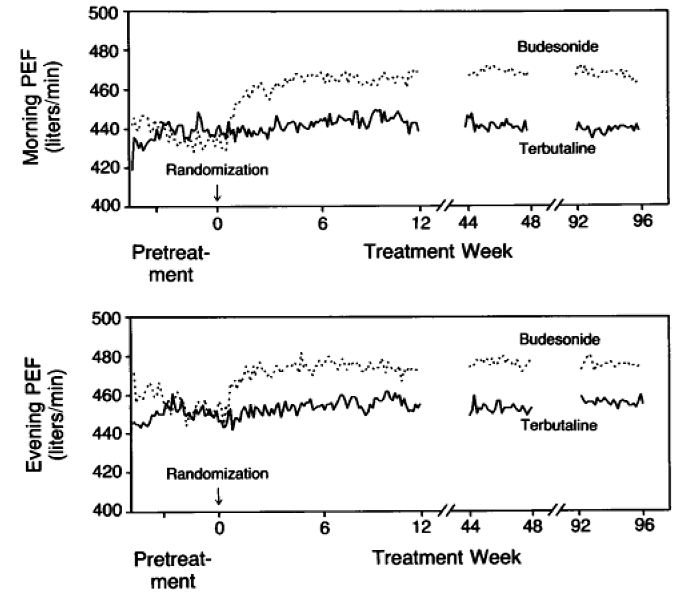 500
480
460
440
420
400
Morning PEF
(liters/min)
Budesonide
Terbutaline
Randomization
0 6 12 44 48 92 96
Pretreat-
ment
Treatment Week
500
480
460
440
420
400
Evening PEF
(liters/min)
Budesonide
Terbutaline
Randomization
0 6 12 44 48 92 96
Pretreat-
ment
Treatment Week